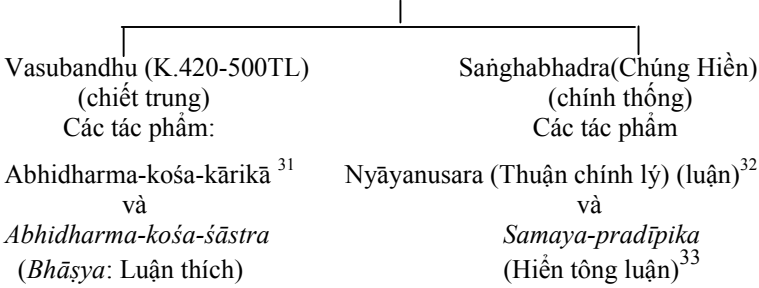 Vasubandhu (K.420-500TL) Saṅghabhadra(Chúng Hiền)
(chiết trung) (chính thống)
Các tác phẩm: Các tác phẩm
Abhidharma-kośa-kārikā 31 Nyāyanusara (Thuận chính lý) (luận)32
và và
Abhidharma-kośa-śāstra Samaya-pradīpika
(Bhāṣya: Luận thích) (Hiển tông luận)33